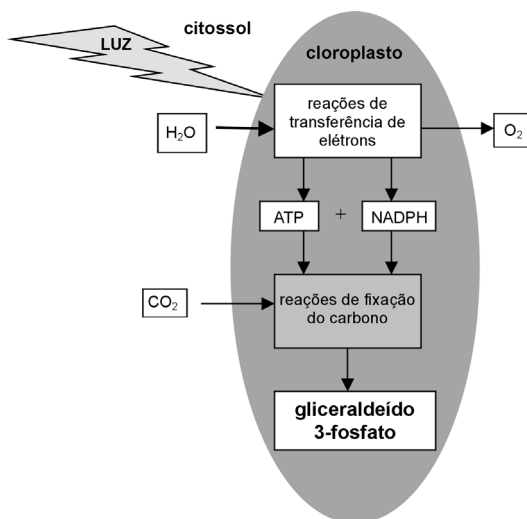 LUZ
citossol
cloroplasto
reações de
transferência de
elétrons
H₂O
O₂
ATP
+
NADPH
CO₂
reações de fixação
do carbono
gliceraldeído
3-fosfato